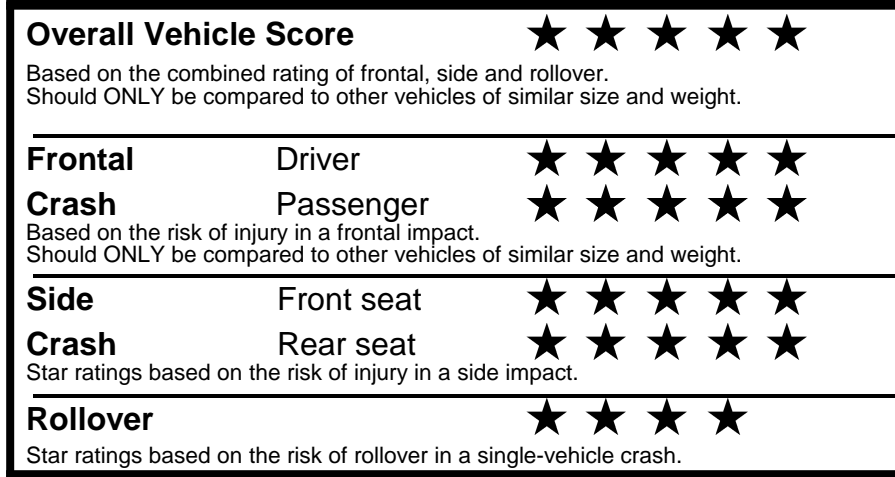 Overall Vehicle Score ★ ★ ★ ★ ★
Based on the combined rating of frontal, side and rollover.
Should ONLY be compared to other vehicles of similar size and weight.
Frontal Driver ★ ★ ★ ★ ★
Crash Passenger ★ ★ ★ ★ ★
Based on the risk of injury in a frontal impact.
Should ONLY be compared to other vehicles of similar size and weight.
Side Front seat ★ ★ ★ ★ ★
Crash Rear seat ★ ★ ★ ★ ★
Star ratings based on the risk of injury in a side impact.
Rollover ★ ★ ★ ★
Star ratings based on the risk of rollover in a single-vehicle crash.